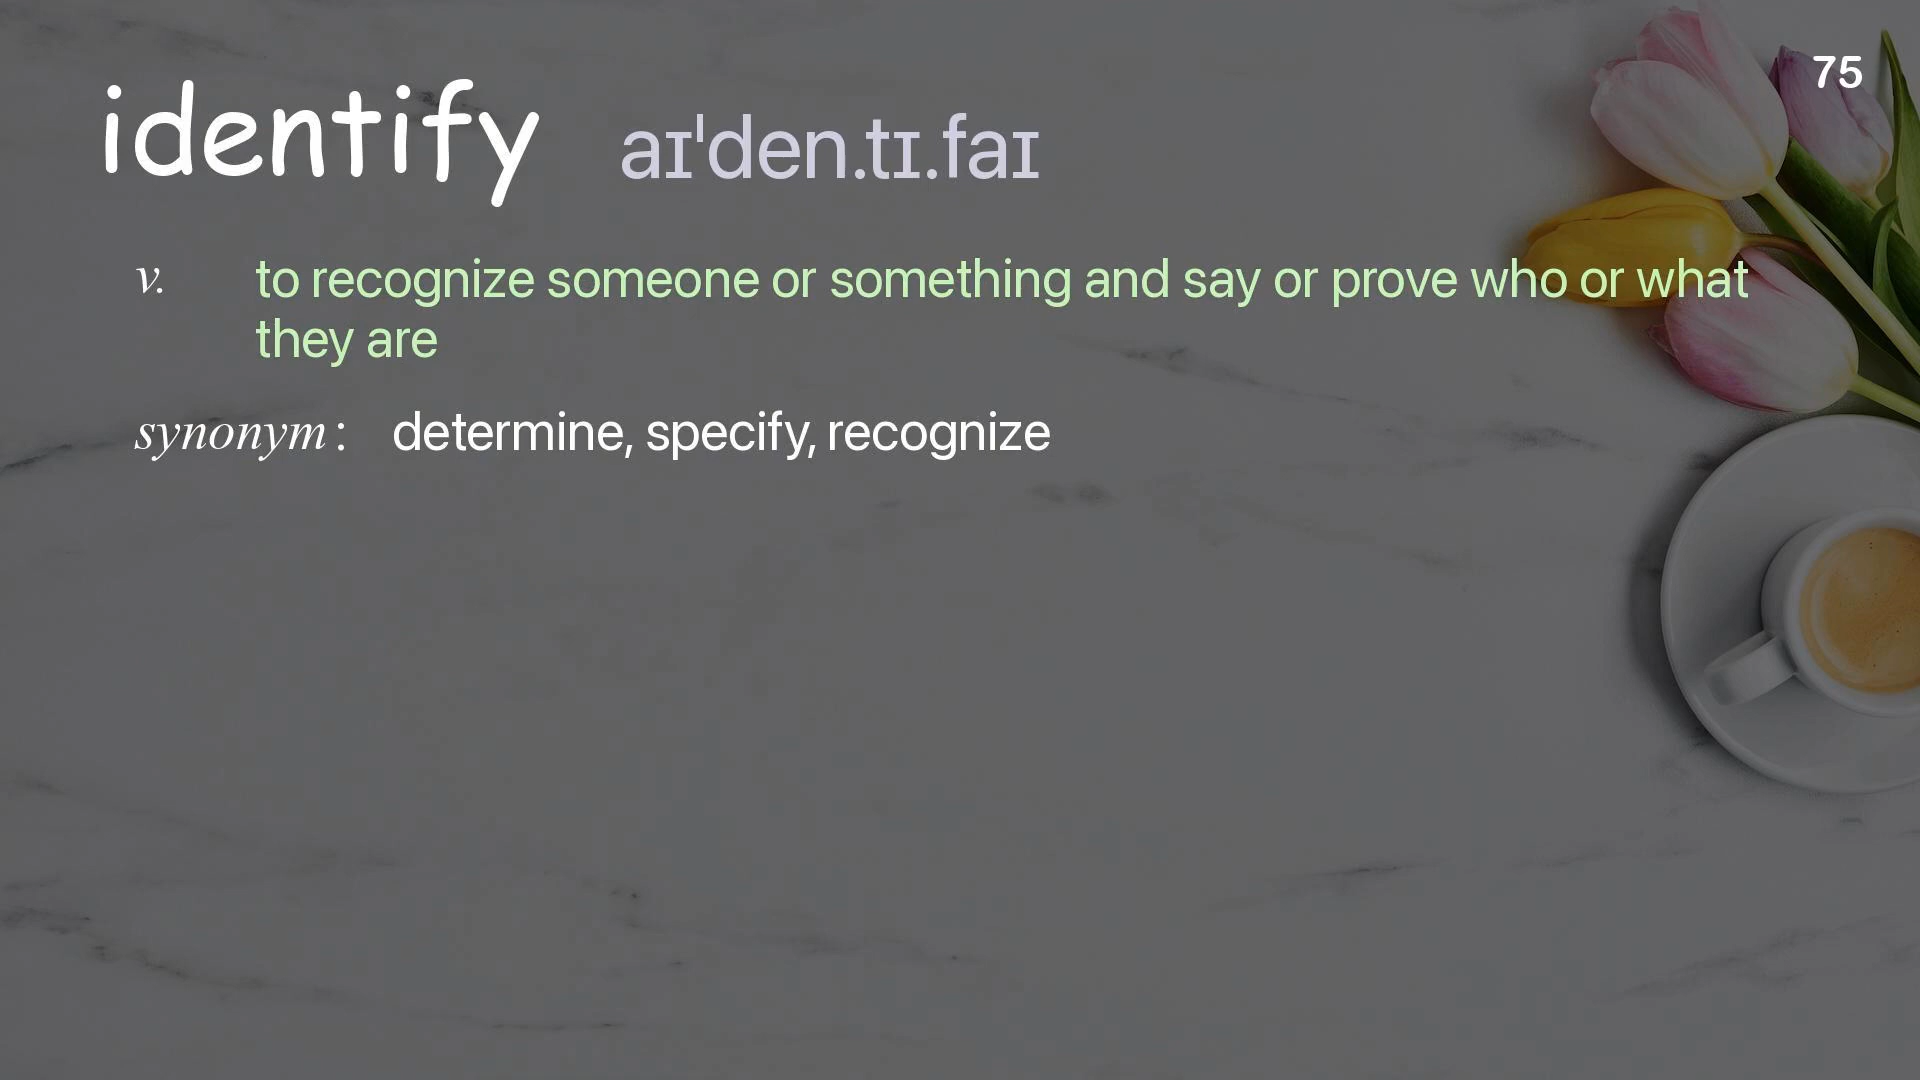 75
identify aɪˈden.tɪ.faɪ
v. to recognize someone or something and say or prove who or what
they are
synonym: determine, specify, recognize